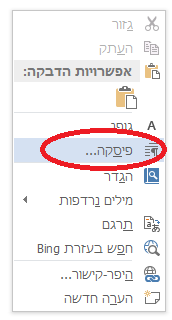 גזור
העתק
אפשרויות הדבקה:
A גופן
פיסקה...
הגדר
מילים נרדפות
תרגם
חפש בעזרת Bing
היפר-קישור...
הערה חדשה